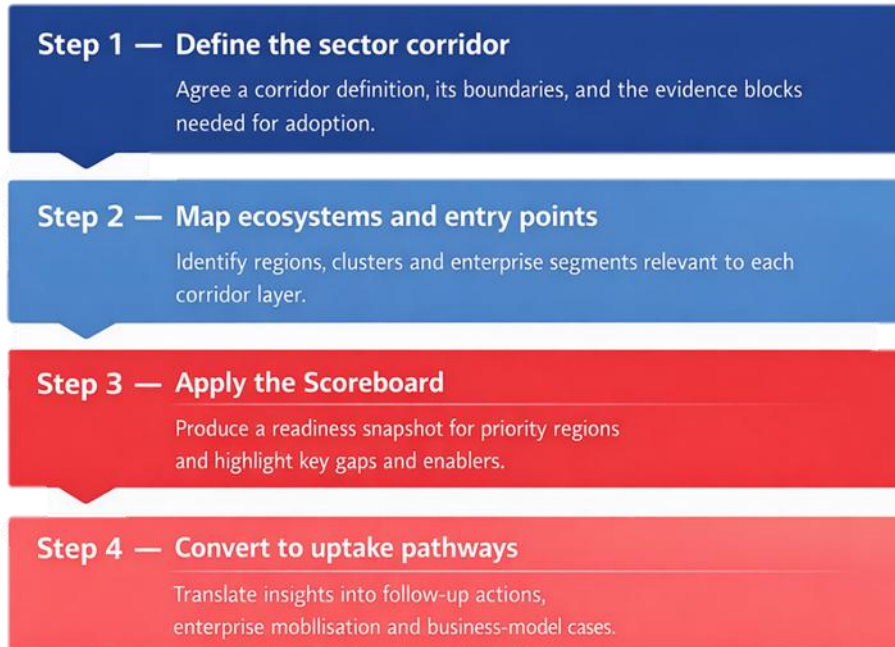 Step 1 — Define the sector corridor
Agree a corridor definition, its boundaries, and the evidence blocks
needed for adoption.
Step 2 — Map ecosystems and entry points
Identify regions, clusters and enterprise segments relevant to each
corridor layer.
Step 3 — Apply the Scoreboard
Produce a readiness snapshot for priority regions
and highlight key gaps and enablers.
Step 4 — Convert to uptake pathways
Translate insights into follow-up actions,
enterprise mobllisation and business-model cases.